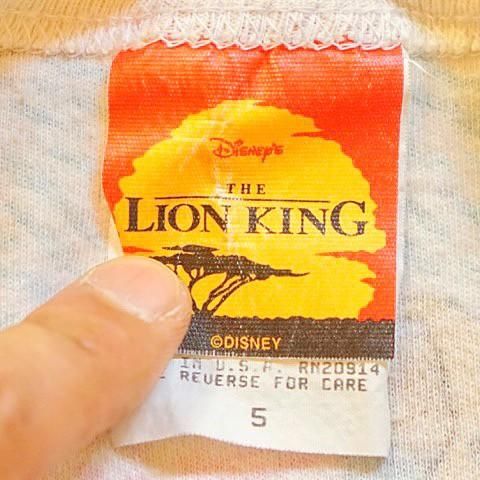 Disney's
THE
LION KING
©DISNEY
IN U.S.A. RN20914
REVERSE FOR CARE
5